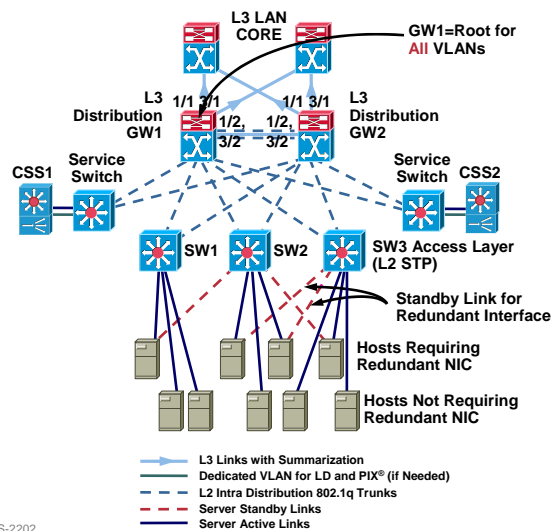 L3 LAN
CORE
GW1=Root for
All VLANs
L3
Distribution
GW1
1/1 3/1
1/1 3/1
L3
Distribution
GW2
1/2,
3/2
1/2,
3/2
CSS1
Service
Switch
Service
Switch
CSS2
SW1
SW2
SW3 Access Layer
(L2 STP)
Standby Link for
Redundant Interface
Hosts Requiring
Redundant NIC
Hosts Not Requiring
Redundant NIC
L3 Links with Summarization
Dedicated VLAN for LD and PIX® (if Needed)
L2 Intra Distribution 802.1q Trunks
Server Standby Links
Server Active Links
S-2202